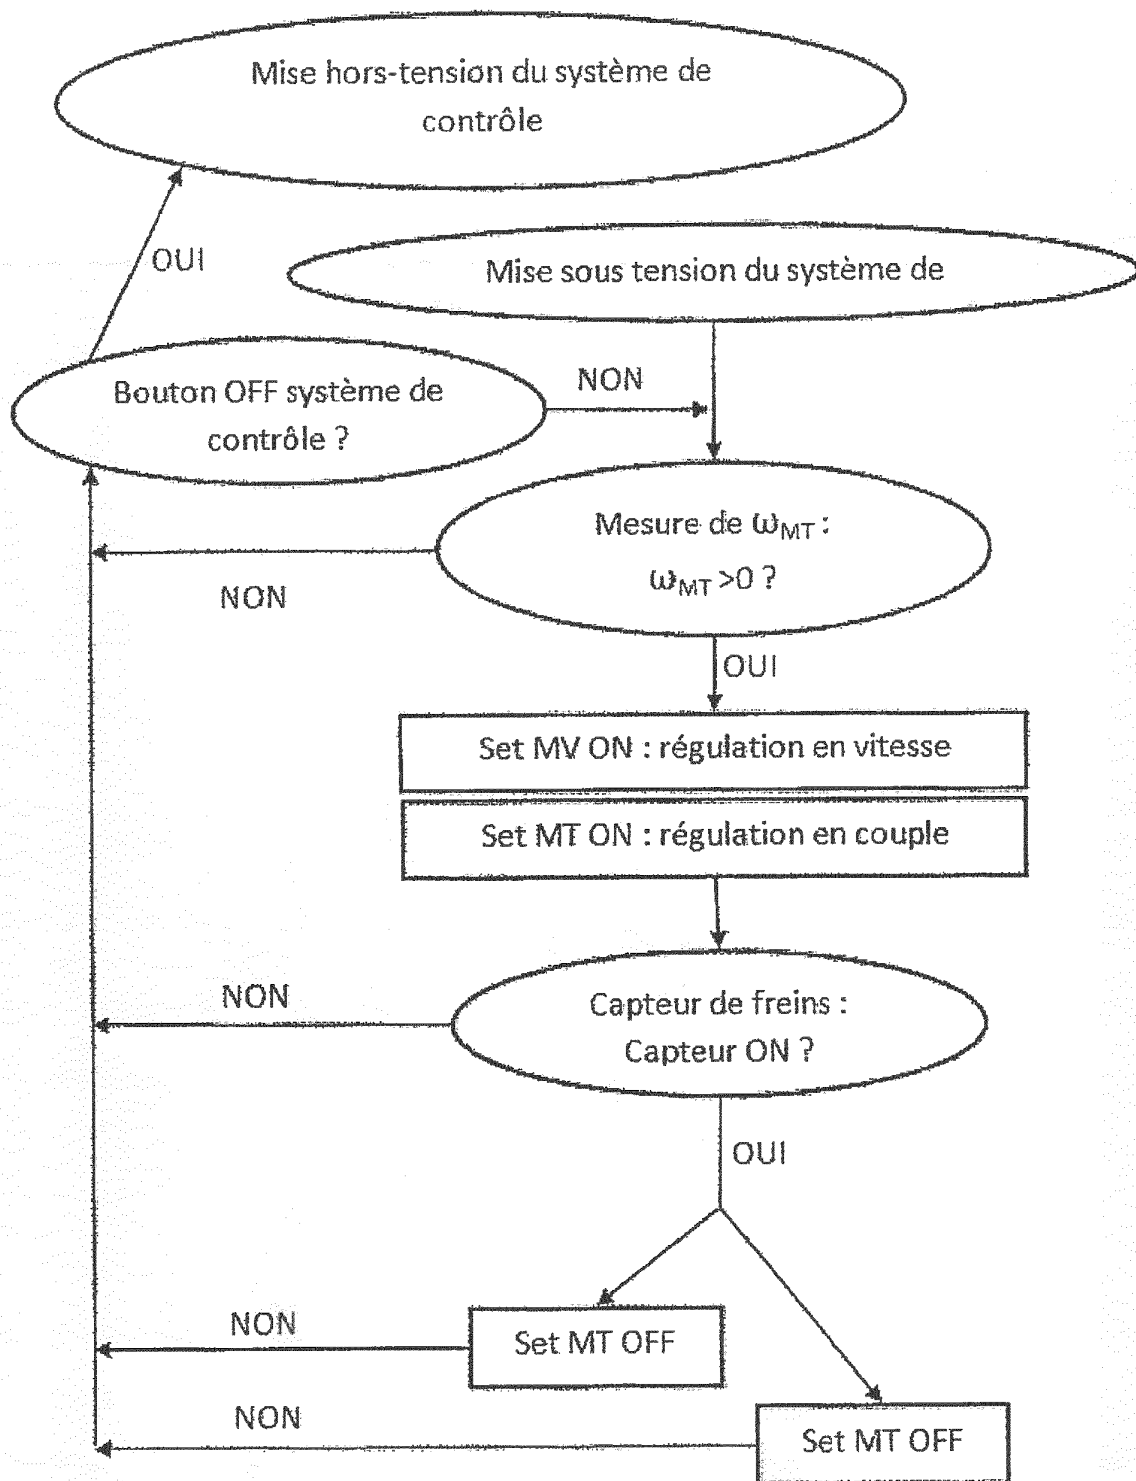 Mise hors-tension du système de
contrôle
OUI
Mise sous tension du système de
Bouton OFF système de
contrôle ?
NON
Mesure de ωMT :
ωMT >0 ?
NON
OUI
Set MV ON : régulation en vitesse
Set MT ON : régulation en couple
NON
Capteur de freins :
Capteur ON ?
OUI
NON
Set MT OFF
NON
Set MT OFF